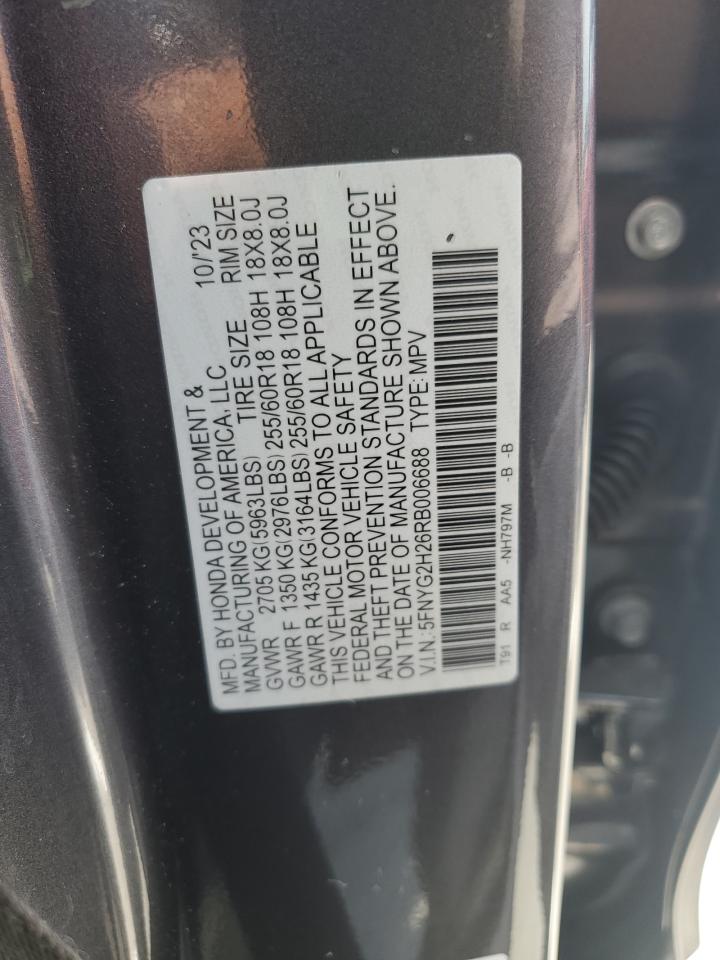 MFD. BY HONDA DEVELOPMENT &
MANUFACTURING OF AMERICA, LLC 10/'23
TIRE SIZE RIM SIZE
GVWR 2705 KG(5963LBS)
GAWR F 1350 KG(2976LBS) 255/60R18 108H 18X8.0J
GAWR R 1435 KG(3164LBS) 255/60R18 108H 18X8.0J
THIS VEHICLE CONFORMS TO ALL APPLICABLE
FEDERAL MOTOR VEHICLE SAFETY
AND THEFT PREVENTION STANDARDS IN EFFECT
ON THE DATE OF MANUFACTURE SHOWN ABOVE.
V.I.N.:5FNYG2H26RB006688 TYPE:MPV
T91 R AA5 -NH797M -B -B